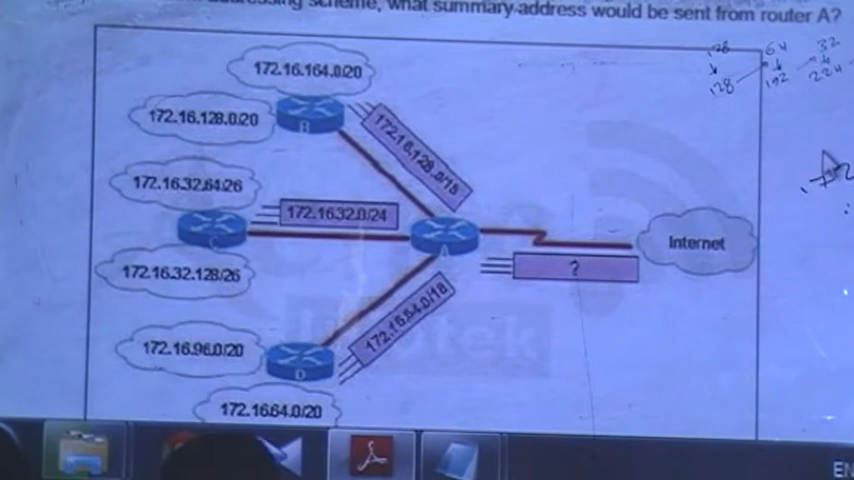 addressing scheme, what summary-address would be sent from router A?
172.16.164.0/20
172.16.128.0/20
B
172.16.128.0/18
172.16.32.64/26
172.16.32.0/24
C
A
Internet
?
172.16.32.128/26
172.16.64.0/18
172.16.96.0/20
D
172.16.64.0/20
128 64 32
128 192 224
EN